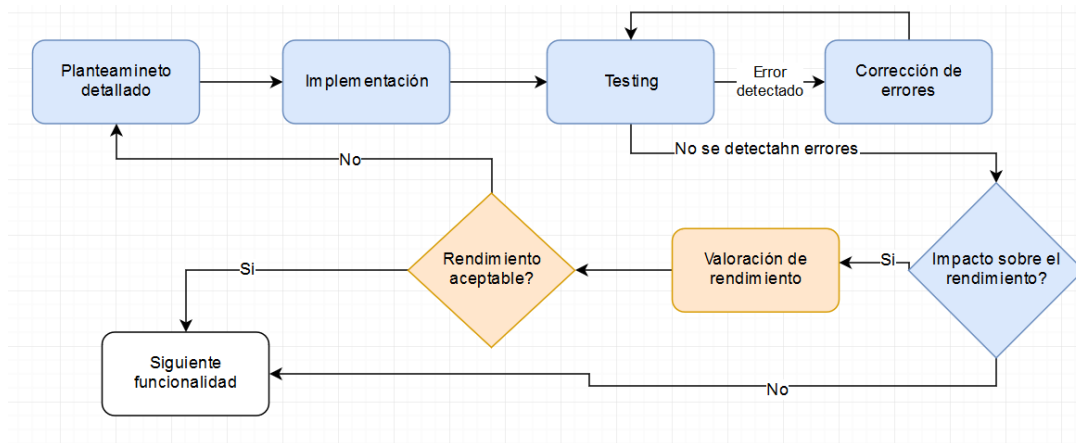 Planteamineto
detallado
Implementación
Testing
Error
detectado
Corrección de
errores
No se detectahn errores
No
Impacto sobre el
rendimiento?
Si
Valoración de
rendimiento
Rendimiento
aceptable?
Si
Siguiente
funcionalidad
No